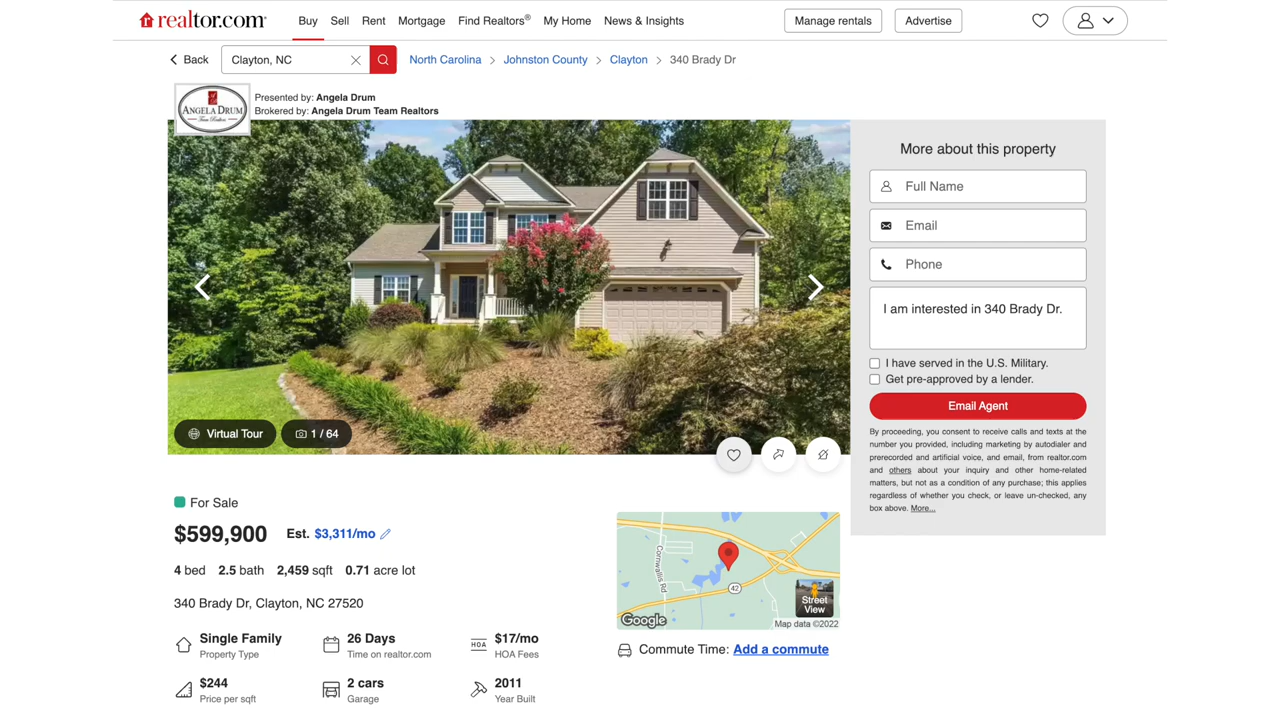 realtor.com®
Buy Sell Rent Mortgage Find Realtors® My Home News & Insights Manage rentals Advertise
Back Clayton, NC North Carolina > Johnston County > Clayton > 340 Brady Dr
ANGELA DRUM
Team Realtors
Presented by: Angela Drum
Brokered by: Angela Drum Team Realtors
Virtual Tour 1 / 64
More about this property
Full Name
Email
Phone
I am interested in 340 Brady Dr.
I have served in the U.S. Military.
Get pre-approved by a lender.
Email Agent
By proceeding, you consent to receive calls and texts at the
number you provided, including marketing by autodialer and
prerecorded and artificial voice, and email, from realtor.com
and others about your inquiry and other home-related
matters, but not as a condition of any purchase; this applies
regardless of whether you check, or leave un-checked, any
box above. More...
For Sale
$599,900 Est. $3,311/mo
4 bed 2.5 bath 2,459 sqft 0.71 acre lot
340 Brady Dr, Clayton, NC 27520
Single Family
Property Type
26 Days
Time on realtor.com
HOA
$17/mo
HOA Fees
$244
Price per sqft
2 cars
Garage
2011
Year Built
Cornwallis Rd
42
Street
View
Google
Map data ©2022
Commute Time: Add a commute